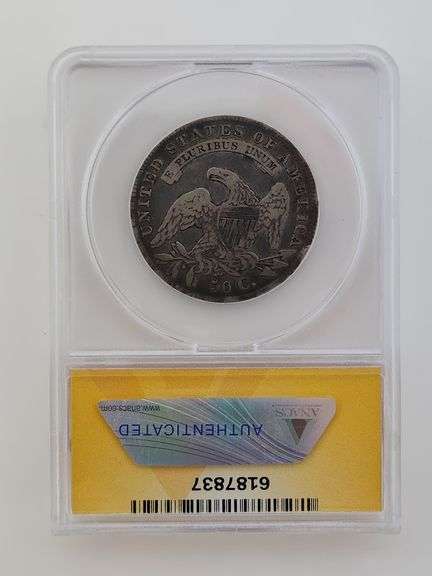 UNITED STATES OF AMERICA
E PLURIBUS UNUM
50 C.
www.anacs.com
ANACS
AUTHENTICATED
6187837